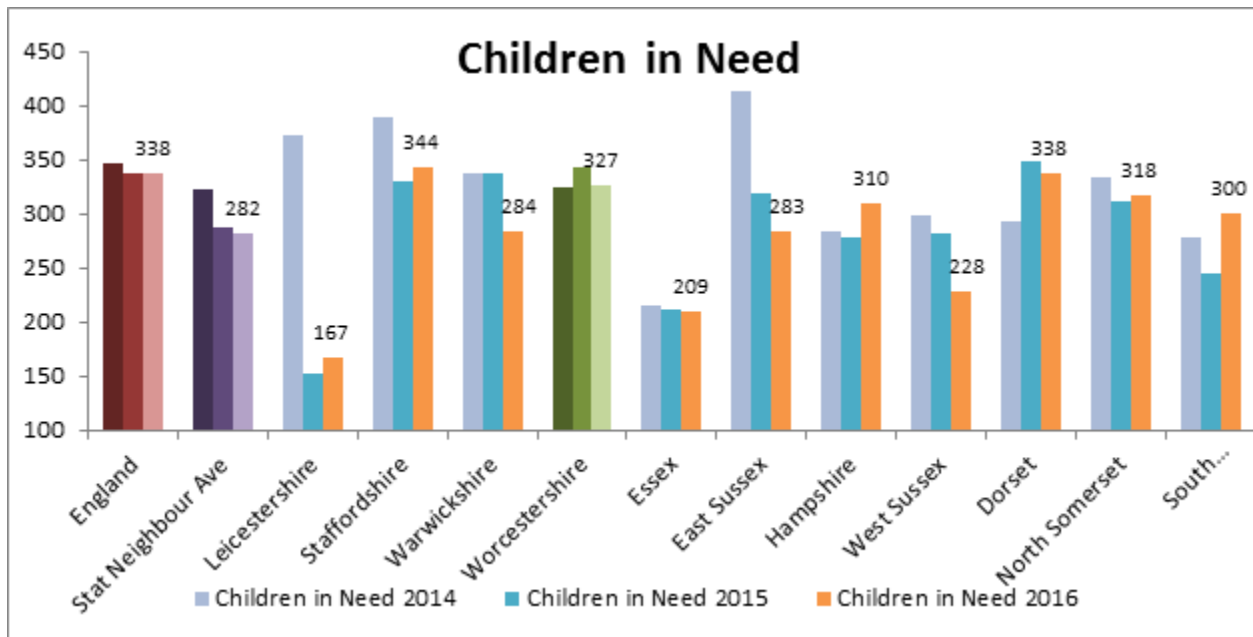 Children in Need
450
400
350
300
250
200
150
100
338
282
167
344
284
327
209
283
310
228
338
318
300
England
Stat Neighbour Ave
Leicestershire
Staffordshire
Warwickshire
Worcestershire
Essex
East Sussex
Hampshire
West Sussex
Dorset
North Somerset
South...
Children in Need 2014
Children in Need 2015
Children in Need 2016